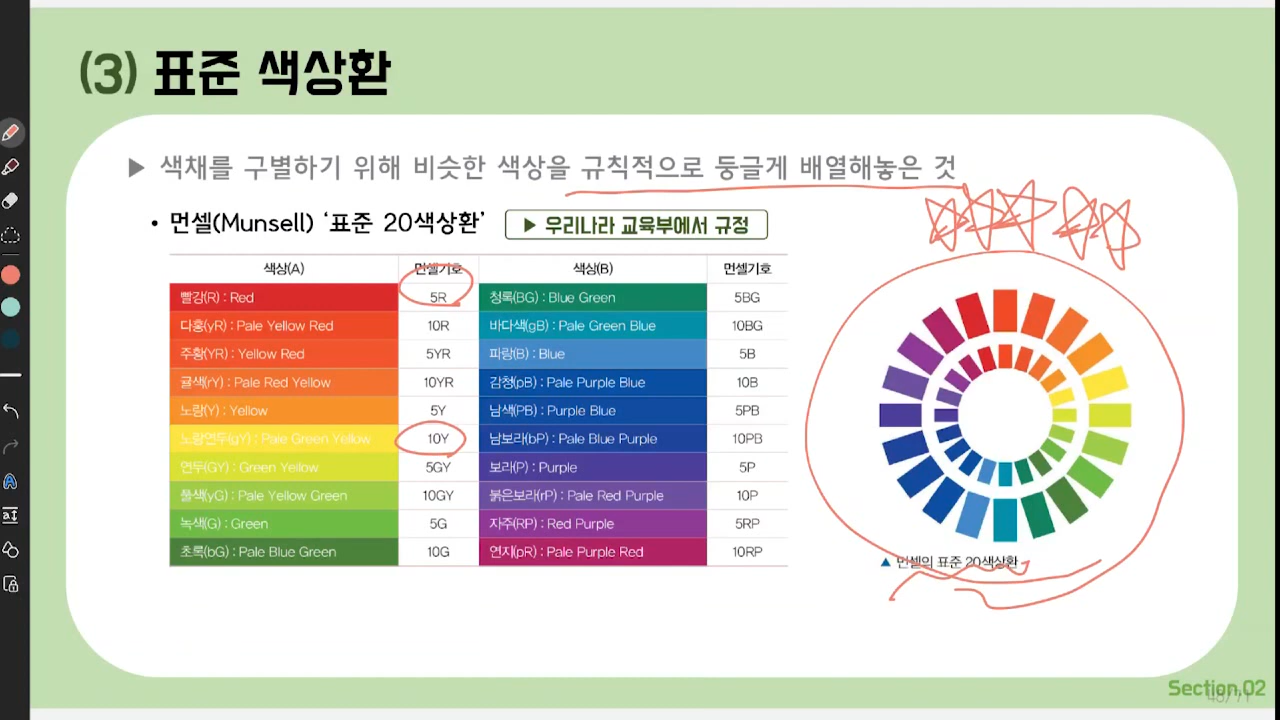 (3) 표준 색상환
▶ 색채를 구별하기 위해 비슷한 색상을 규칙적으로 둥글게 배열해놓은 것
• 먼셀(Munsell) ‘표준 20색상환’ ▶ 우리나라 교육부에서 규정
색상(A) 먼셀기호 색상(B) 먼셀기호
빨강(R) : Red 5R 청록(BG) : Blue Green 5BG
다홍(yR) : Pale Yellow Red 10R 바다색(gB) : Pale Green Blue 10BG
주황(YR) : Yellow Red 5YR 파랑(B) : Blue 5B
귤색(rY) : Pale Red Yellow 10YR 감청(pB) : Pale Purple Blue 10B
노랑(Y) : Yellow 5Y 남색(PB) : Purple Blue 5PB
노랑연두(gY) : Pale Green Yellow 10Y 남보라(bP) : Pale Blue Purple 10PB
연두(GY) : Green Yellow 5GY 보라(P) : Purple 5P
풀색(yG) : Pale Yellow Green 10GY 붉은보라(rP) : Pale Red Purple 10P
녹색(G) : Green 5G 자주(RP) : Red Purple 5RP
초록(bG) : Pale Blue Green 10G 연지(pR) : Pale Purple Red 10RP
▲ 먼셀의 표준 20색상환
Section.02